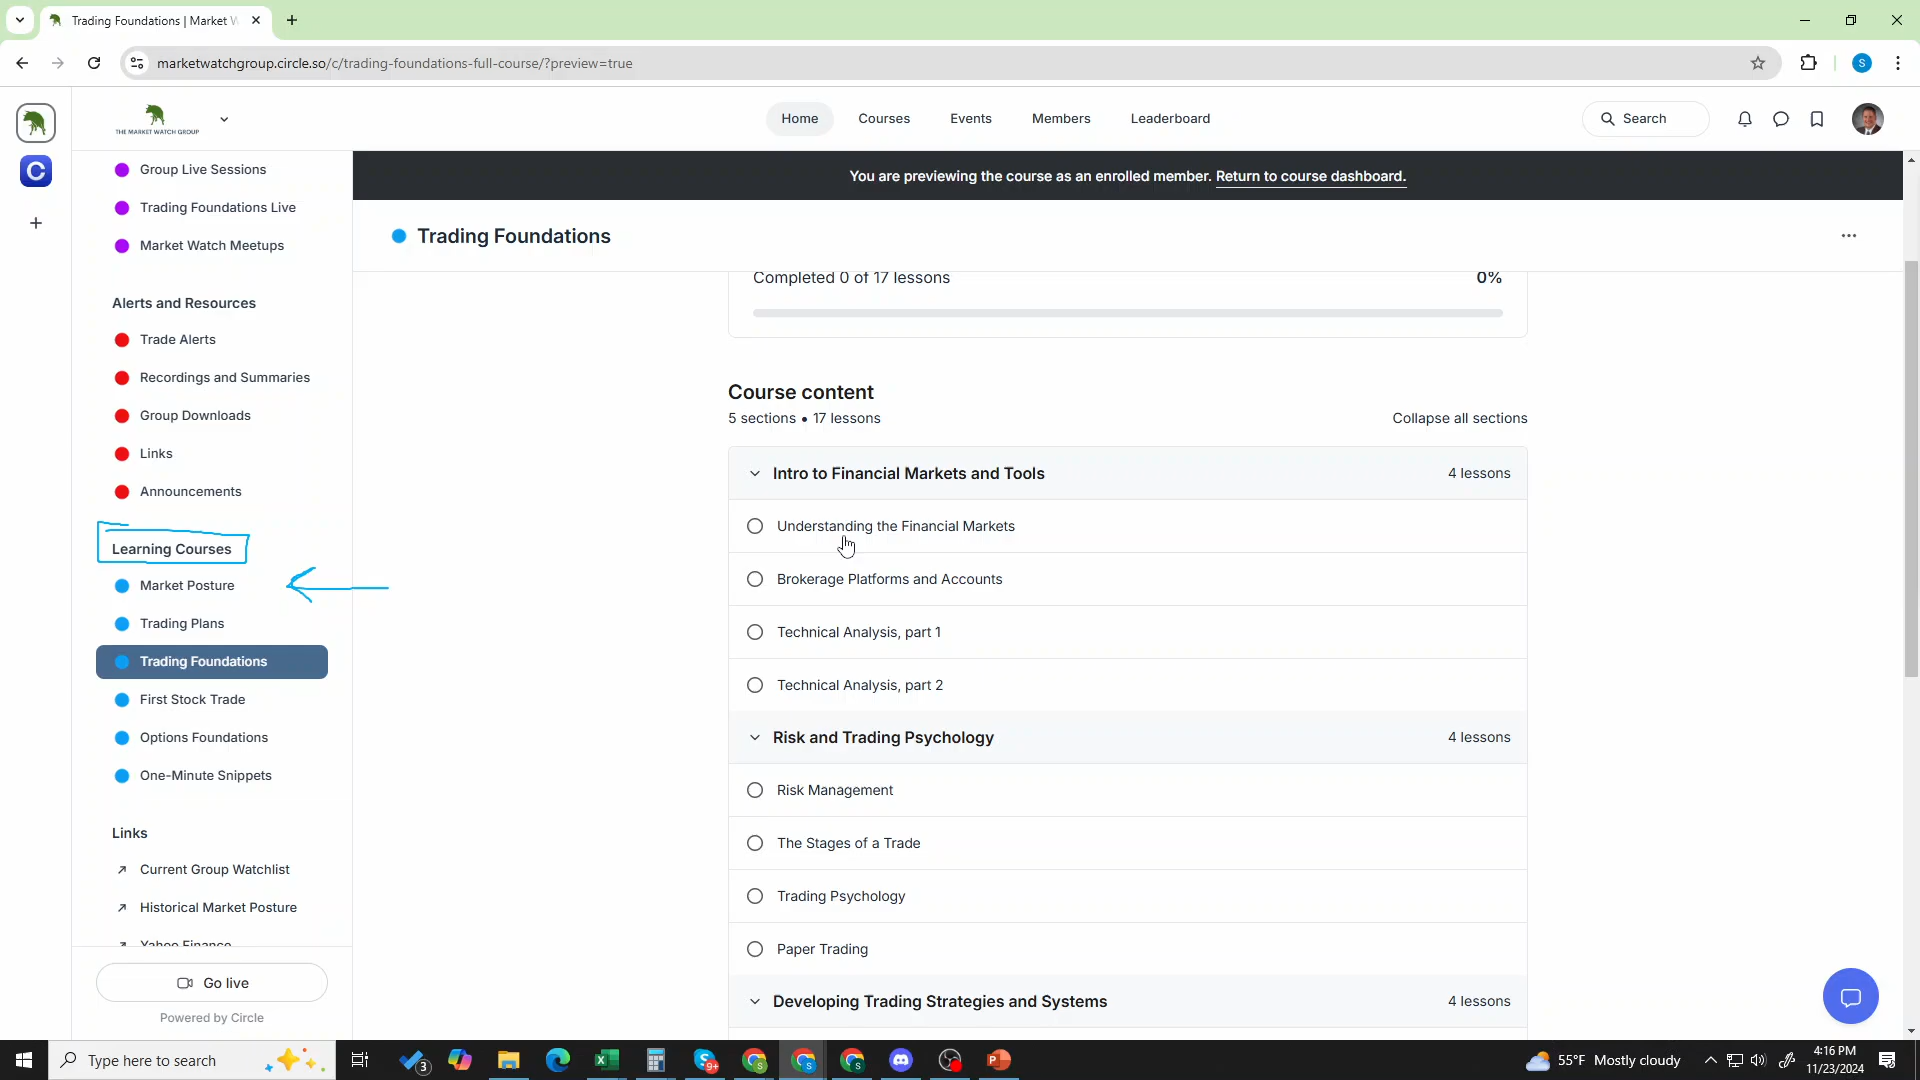 Trading Foundations | Market W
marketwatchgroup.circle.so/c/trading-foundations-full-course/?preview=true
S
THE MARKET WATCH GROUP
Home
Courses
Events
Members
Leaderboard
Search
C
Group Live Sessions
Trading Foundations Live
Market Watch Meetups
Alerts and Resources
Trade Alerts
Recordings and Summaries
Group Downloads
Links
Announcements
Learning Courses
Market Posture
Trading Plans
Trading Foundations
First Stock Trade
Options Foundations
One-Minute Snippets
Links
Current Group Watchlist
Historical Market Posture
Yahoo Finance
Go live
Powered by Circle
You are previewing the course as an enrolled member. Return to course dashboard.
Trading Foundations
Completed 0 of 17 lessons
0%
Course content
5 sections • 17 lessons
Collapse all sections
Intro to Financial Markets and Tools
4 lessons
Understanding the Financial Markets
Brokerage Platforms and Accounts
Technical Analysis, part 1
Technical Analysis, part 2
Risk and Trading Psychology
4 lessons
Risk Management
The Stages of a Trade
Trading Psychology
Paper Trading
Developing Trading Strategies and Systems
4 lessons
Type here to search
3
9+
55°F Mostly cloudy
4:16 PM
11/23/2024